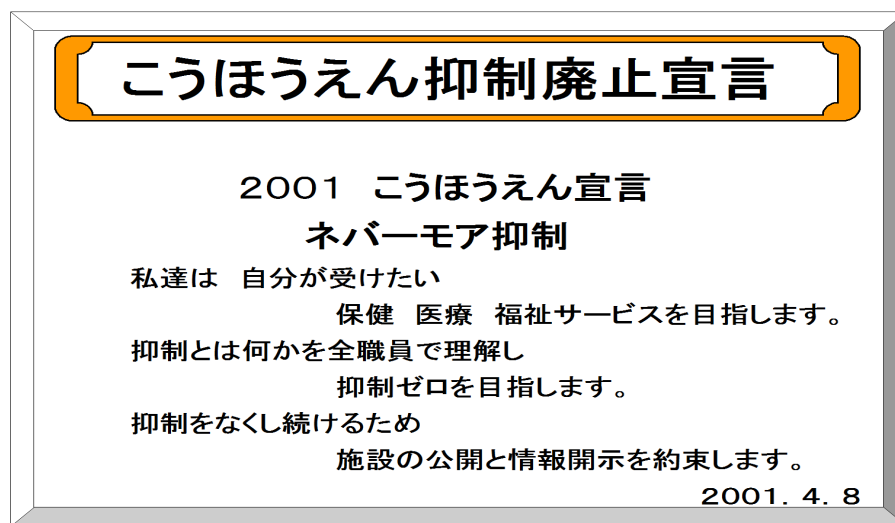 こうほうえん抑制廃止宣言
２００１　こうほうえん宣言
ネバーモア抑制
私達は　自分が受けたい
保健　医療　福祉サービスを目指します。
抑制とは何かを全職員で理解し
抑制ゼロを目指します。
抑制をなくし続けるため
施設の公開と情報開示を約束します。
２００１．４．８